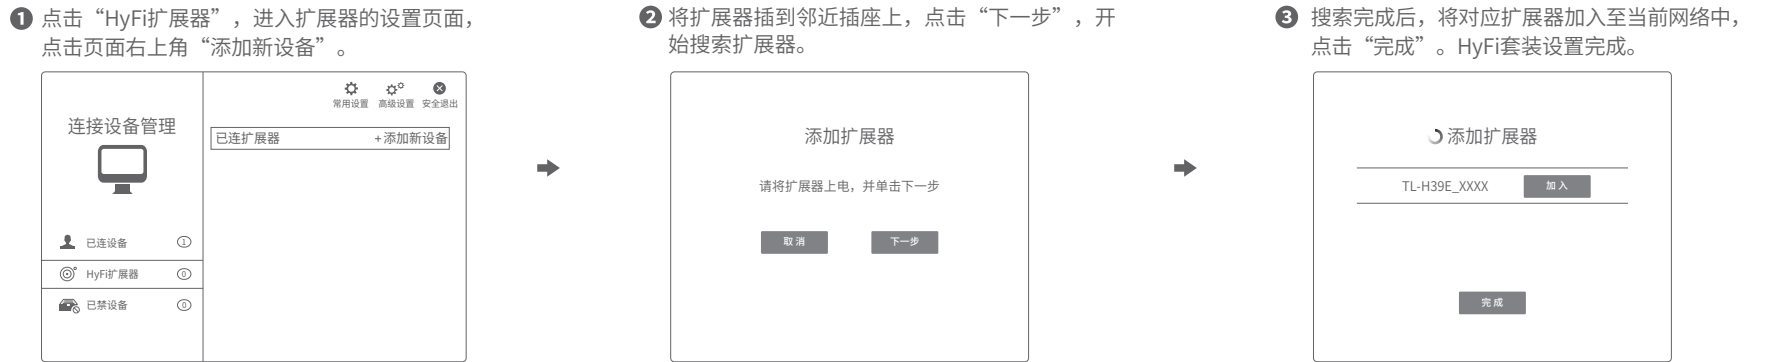 ❶ 点击“HyFi扩展器”，进入扩展器的设置页面，
点击页面右上角“添加新设备”。
常用设置 高级设置 安全退出
连接设备管理
已连扩展器 +添加新设备
已连设备 1
HyFi扩展器 0
已禁设备 0
❷ 将扩展器插到邻近插座上，点击“下一步”，开
始搜索扩展器。
添加扩展器
请将扩展器上电，并单击下一步
取消 下一步
❸ 搜索完成后，将对应扩展器加入至当前网络中，
点击“完成”。HyFi套装设置完成。
添加扩展器
TL-H39E_XXXX 加入
完成